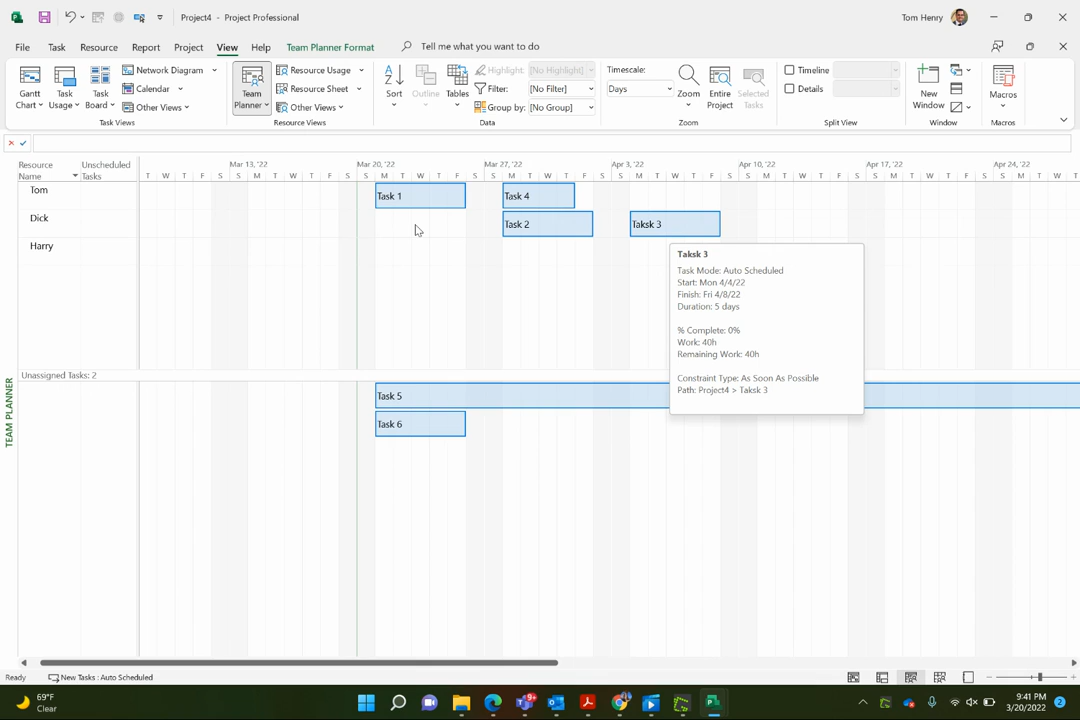 Project4 - Project Professional
Tom Henry
File Task Resource Report Project View Help Team Planner Format Tell me what you want to do
Gantt Chart
Task Usage
Task Board
Network Diagram
Calendar
Other Views
Task Views
Team Planner
Resource Usage
Resource Sheet
Other Views
Resource Views
Sort
Outline
Tables
Highlight: [No Highlight]
Filter: [No Filter]
Group by: [No Group]
Data
Timescale:
Days
Zoom
Entire Project
Selected Tasks
Zoom
Timeline
Details
Split View
New Window
Window
Macros
Macros
Resource Name
Unscheduled Tasks
Mar 13, '22 Mar 20, '22 Mar 27, '22 Apr 3, '22 Apr 10, '22 Apr 17, '22 Apr 24, '22
T W T F S S M T W T F S S M T W T F S S M T W T F S S M T W T F S S M T W T F S S M T W T F S S M T
Tom
Task 1
Task 4
Dick
Task 2
Taksk 3
Harry
Taksk 3
Task Mode: Auto Scheduled
Start: Mon 4/4/22
Finish: Fri 4/8/22
Duration: 5 days
% Complete: 0%
Work: 40h
Remaining Work: 40h
Constraint Type: As Soon As Possible
Path: Project4 > Taksk 3
Unassigned Tasks: 2
Task 5
Task 6
TEAM PLANNER
Ready
New Tasks : Auto Scheduled
69°F
Clear
9:41 PM
3/20/2022